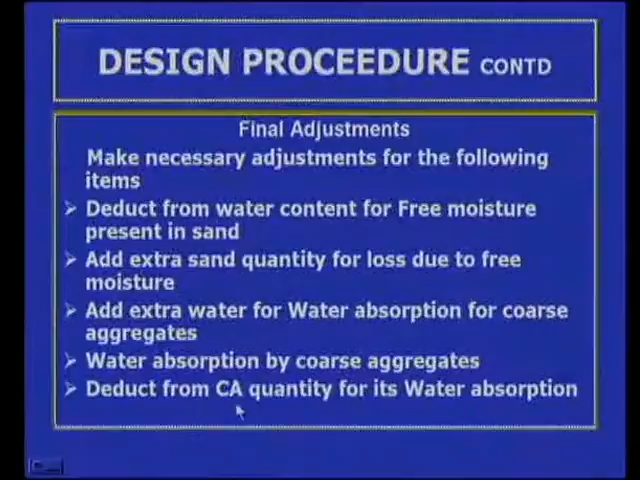 DESIGN PROCEEDURE CONTD
Final Adjustments
Make necessary adjustments for the following
items
➢ Deduct from water content for Free moisture
present in sand
➢ Add extra sand quantity for loss due to free
moisture
➢ Add extra water for Water absorption for coarse
aggregates
➢ Water absorption by coarse aggregates
➢ Deduct from CA quantity for its Water absorption